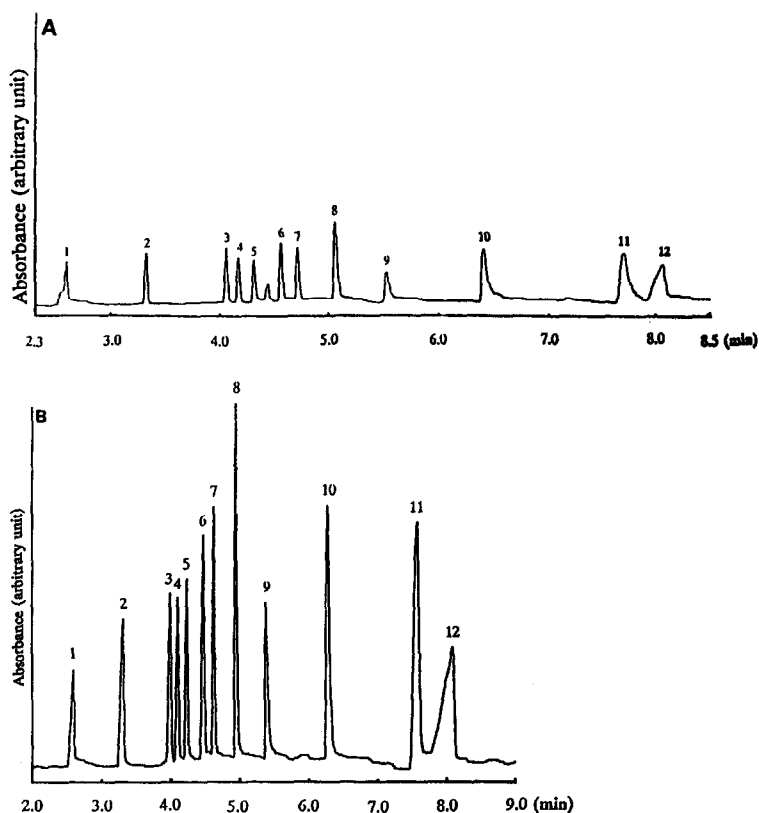 A
Absorbance (arbitrary unit)
1 2 3 4 5 6 7 8 9 10 11 12
2.3 3.0 4.0 5.0 6.0 7.0 8.0 8.5 (min)
B
Absorbance (arbitrary unit)
1 2 3 4 5 6 7 8 9 10 11 12
2.0 3.0 4.0 5.0 6.0 7.0 8.0 9.0 (min)